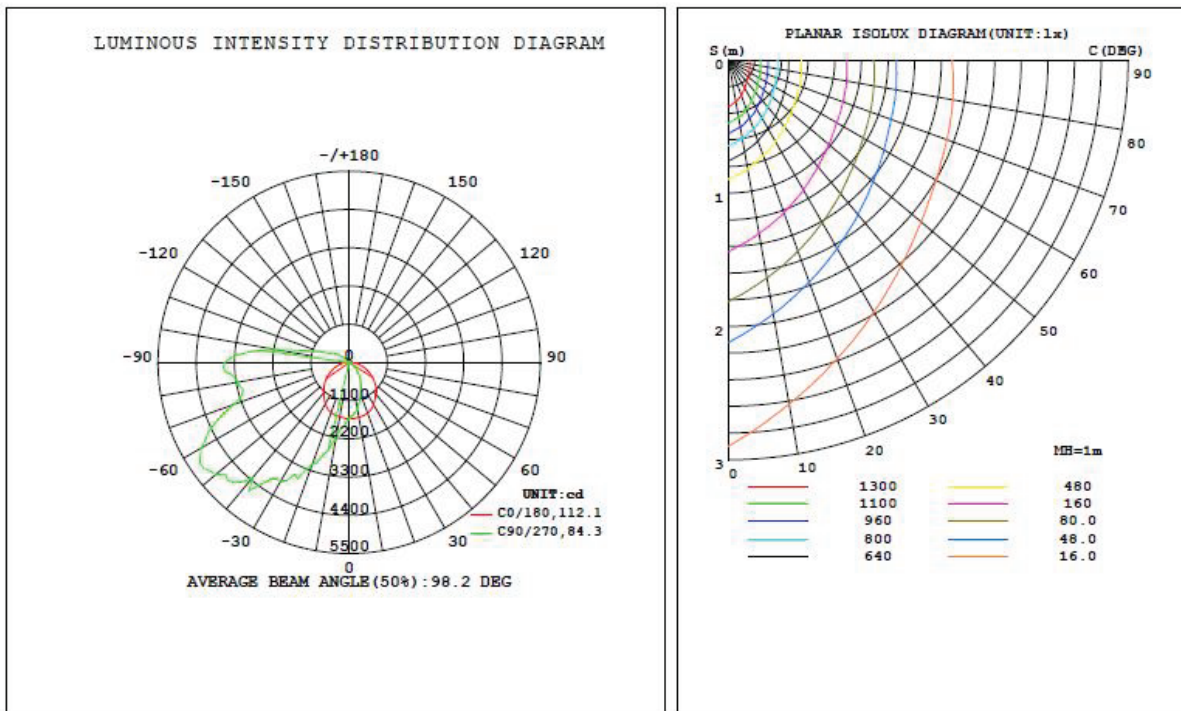 LUMINOUS INTENSITY DISTRIBUTION DIAGRAM
-/+180
-150 150
-120 120
-90 90
0
1100
2200
3300
4400
5500
-60 60
-30 30
0
UNIT:cd
C0/180,112.1
C90/270,84.3
AVERAGE BEAM ANGLE(50%):98.2 DEG
PLANAR ISOLUX DIAGRAM(UNIT:lx)
S(m) C(DEG)
0 90
80
1 70
60
2 50
40
3 0 10 20 30
MH=1m
1300 480
1100 160
960 80.0
800 48.0
640 16.0